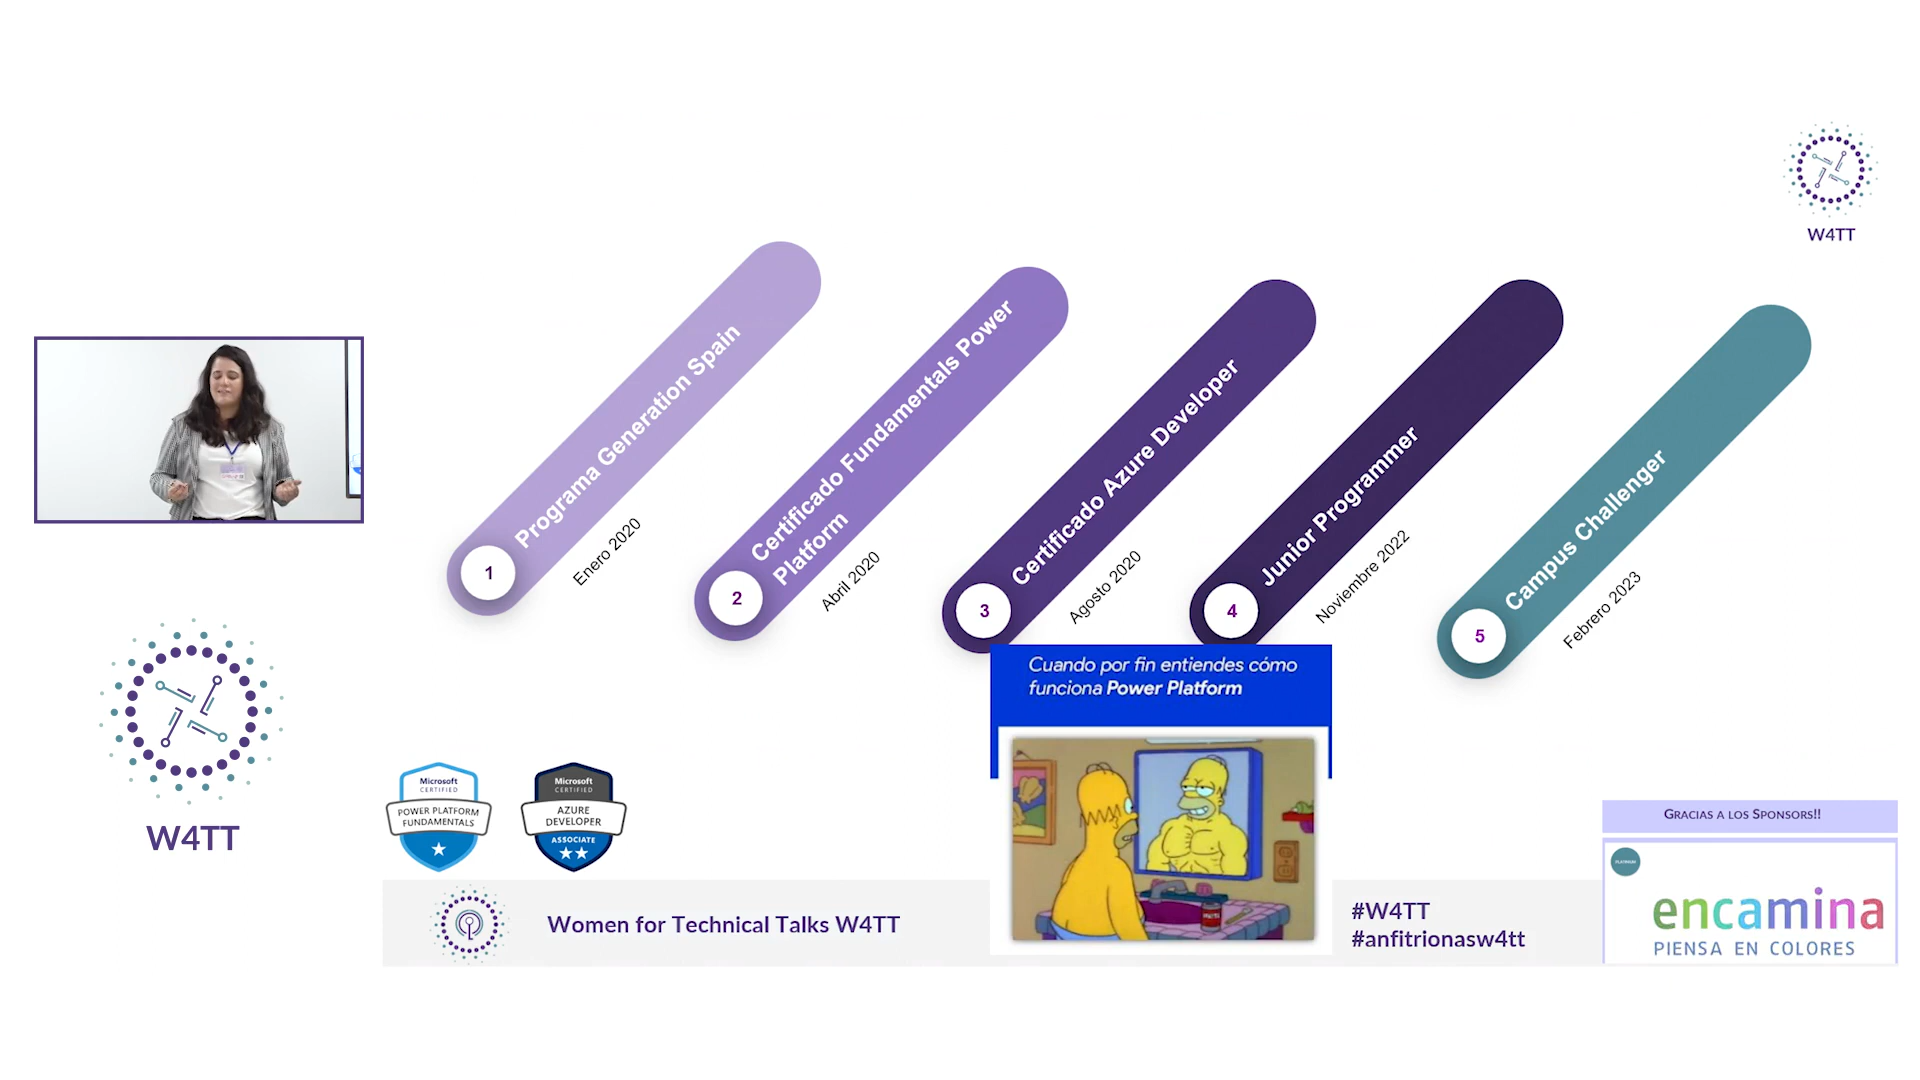 W4TT
1
Programa Generation Spain
Enero 2020
2
Certificado Fundamentals Power
Platform
Abril 2020
3
Certificado Azure Developer
Agosto 2020
4
Junior Programmer
Noviembre 2022
5
Campus Challenger
Febrero 2023
Cuando por fin entiendes cómo
funciona Power Platform
W4TT
Microsoft
CERTIFIED
POWER PLATFORM
FUNDAMENTALS
Microsoft
CERTIFIED
AZURE
DEVELOPER
ASSOCIATE
Women for Technical Talks W4TT
#W4TT
#anfitrionasw4tt
GRACIAS A LOS SPONSORS!!
PLATINUM
encamina
PIENSA EN COLORES